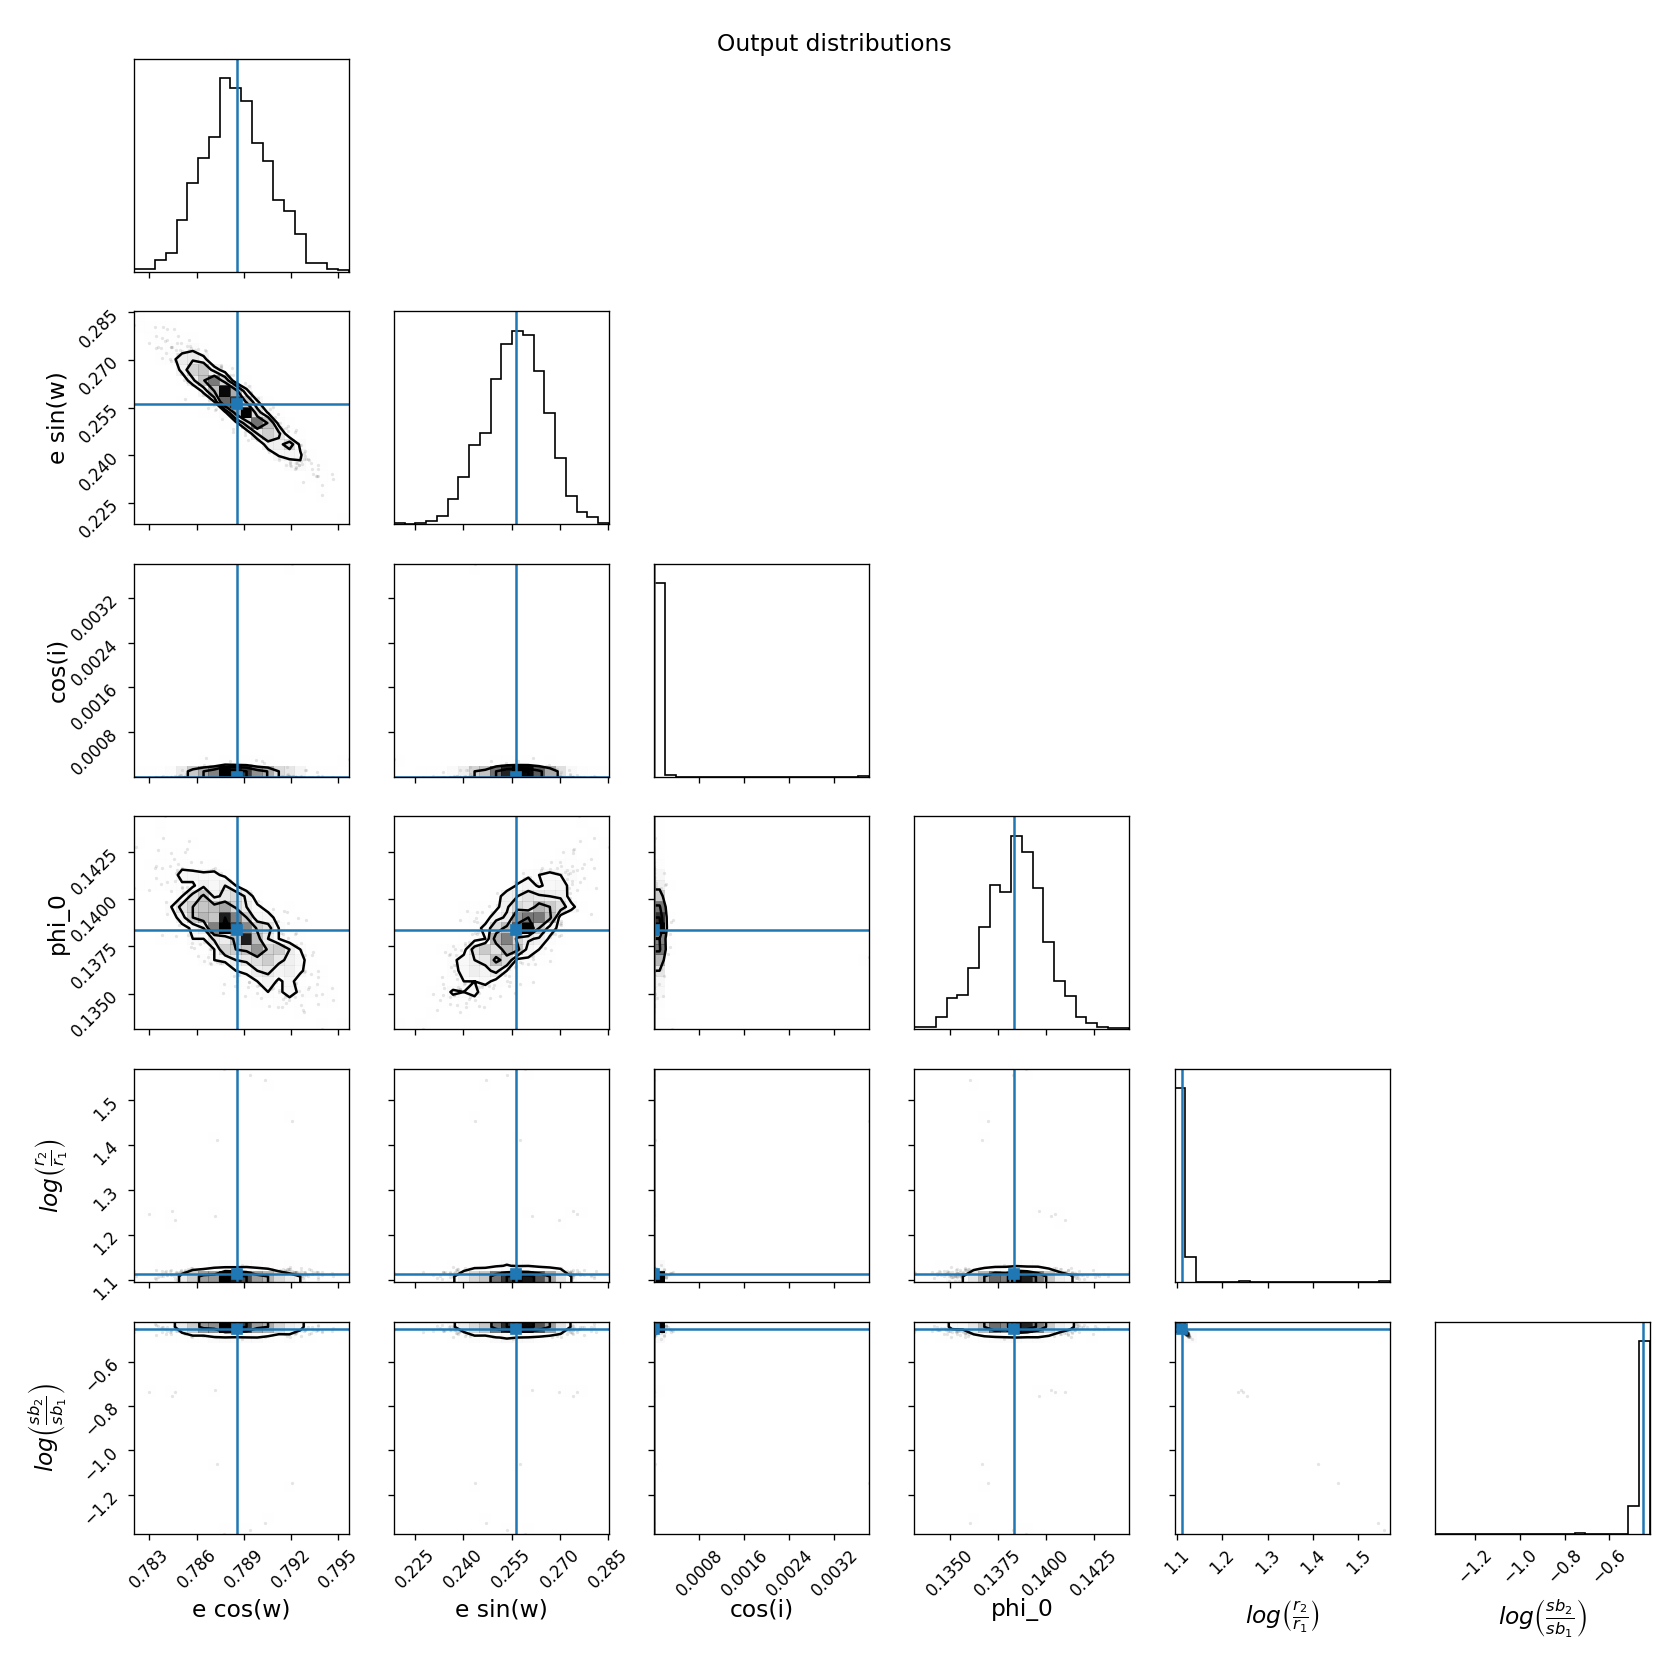 Output distributions
0.285
0.270
0.255
0.240
0.225
e sin(w)
0.0032
0.0024
0.0016
0.0008
cos(i)
0.1425
0.1400
0.1375
0.1350
phi_0
1.5
1.4
1.3
1.2
1.1
log(r₂/r₁)
−0.6
−0.8
−1.0
−1.2
log(sb₂/sb₁)
0.783 0.786 0.789 0.792 0.795 0.225 0.240 0.255 0.270 0.285 0.0008 0.0016 0.0024 0.0032 0.1350 0.1375 0.1400 0.1425 1.1 1.2 1.3 1.4 1.5 −1.2 −1.0 −0.8 −0.6
e cos(w) e sin(w) cos(i) phi_0 log(r₂/r₁) log(sb₂/sb₁)